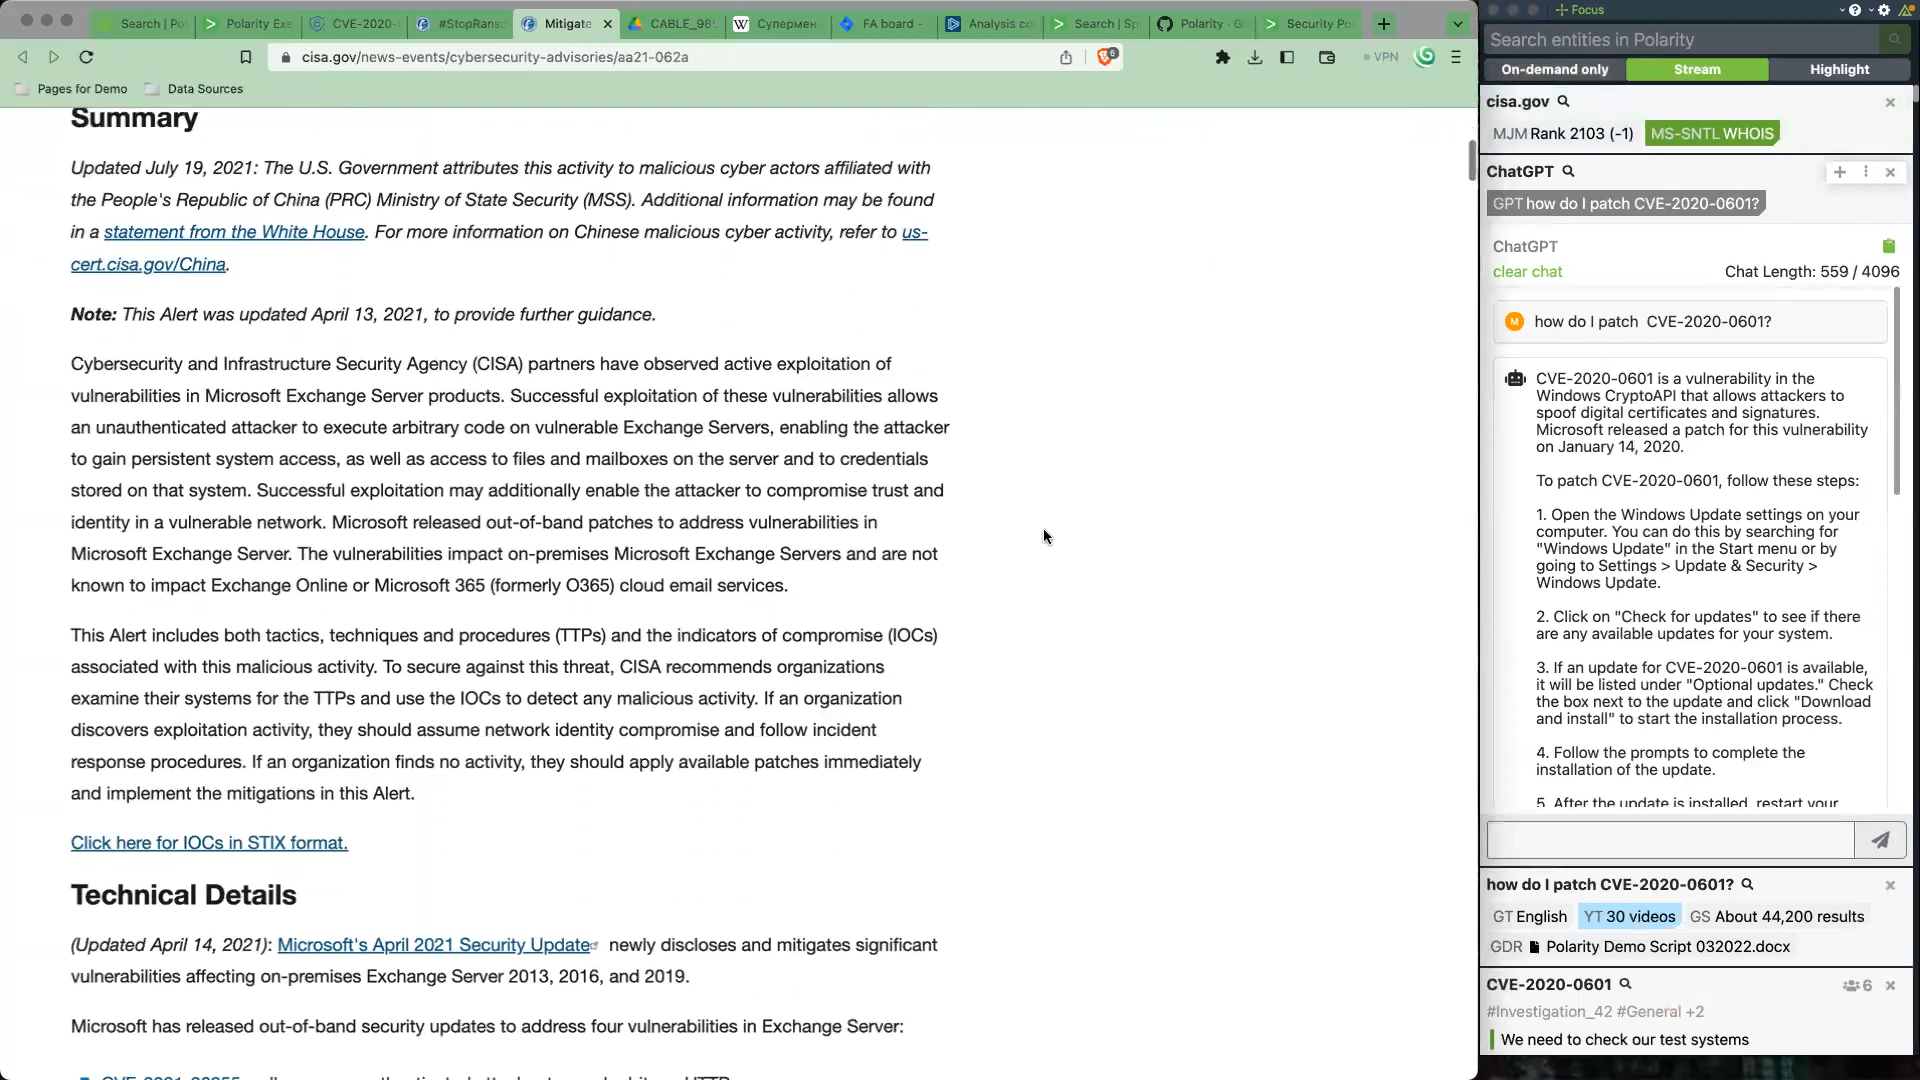 Search | Pol
Polarity Exe
CVE-2020-
#StopRanso
Mitigate
CABLE_985
Супермен
FA board -
Analysis co
Search | Sp
Polarity - G
Security Po
cisa.gov/news-events/cybersecurity-advisories/aa21-062a
6
VPN
Pages for Demo
Data Sources
Summary
Updated July 19, 2021: The U.S. Government attributes this activity to malicious cyber actors affiliated with
the People's Republic of China (PRC) Ministry of State Security (MSS). Additional information may be found
in a statement from the White House. For more information on Chinese malicious cyber activity, refer to us-
cert.cisa.gov/China.
Note: This Alert was updated April 13, 2021, to provide further guidance.
Cybersecurity and Infrastructure Security Agency (CISA) partners have observed active exploitation of
vulnerabilities in Microsoft Exchange Server products. Successful exploitation of these vulnerabilities allows
an unauthenticated attacker to execute arbitrary code on vulnerable Exchange Servers, enabling the attacker
to gain persistent system access, as well as access to files and mailboxes on the server and to credentials
stored on that system. Successful exploitation may additionally enable the attacker to compromise trust and
identity in a vulnerable network. Microsoft released out-of-band patches to address vulnerabilities in
Microsoft Exchange Server. The vulnerabilities impact on-premises Microsoft Exchange Servers and are not
known to impact Exchange Online or Microsoft 365 (formerly O365) cloud email services.
This Alert includes both tactics, techniques and procedures (TTPs) and the indicators of compromise (IOCs)
associated with this malicious activity. To secure against this threat, CISA recommends organizations
examine their systems for the TTPs and use the IOCs to detect any malicious activity. If an organization
discovers exploitation activity, they should assume network identity compromise and follow incident
response procedures. If an organization finds no activity, they should apply available patches immediately
and implement the mitigations in this Alert.
Click here for IOCs in STIX format.
Technical Details
(Updated April 14, 2021): Microsoft's April 2021 Security Update newly discloses and mitigates significant
vulnerabilities affecting on-premises Exchange Server 2013, 2016, and 2019.
Microsoft has released out-of-band security updates to address four vulnerabilities in Exchange Server:
Focus
Search entities in Polarity
On-demand only
Stream
Highlight
cisa.gov
MJM Rank 2103 (-1)
MS-SNTL WHOIS
ChatGPT
GPT how do I patch CVE-2020-0601?
ChatGPT
clear chat
Chat Length: 559 / 4096
M
how do I patch CVE-2020-0601?
CVE-2020-0601 is a vulnerability in the
Windows CryptoAPI that allows attackers to
spoof digital certificates and signatures.
Microsoft released a patch for this vulnerability
on January 14, 2020.
To patch CVE-2020-0601, follow these steps:
1. Open the Windows Update settings on your
computer. You can do this by searching for
"Windows Update" in the Start menu or by
going to Settings > Update & Security >
Windows Update.
2. Click on "Check for updates" to see if there
are any available updates for your system.
3. If an update for CVE-2020-0601 is available,
it will be listed under "Optional updates." Check
the box next to the update and click "Download
and install" to start the installation process.
4. Follow the prompts to complete the
installation of the update.
5. After the update is installed, restart your
how do I patch CVE-2020-0601?
GT English
YT 30 videos
GS About 44,200 results
GDR Polarity Demo Script 032022.docx
CVE-2020-0601
6
#Investigation_42 #General +2
We need to check our test systems